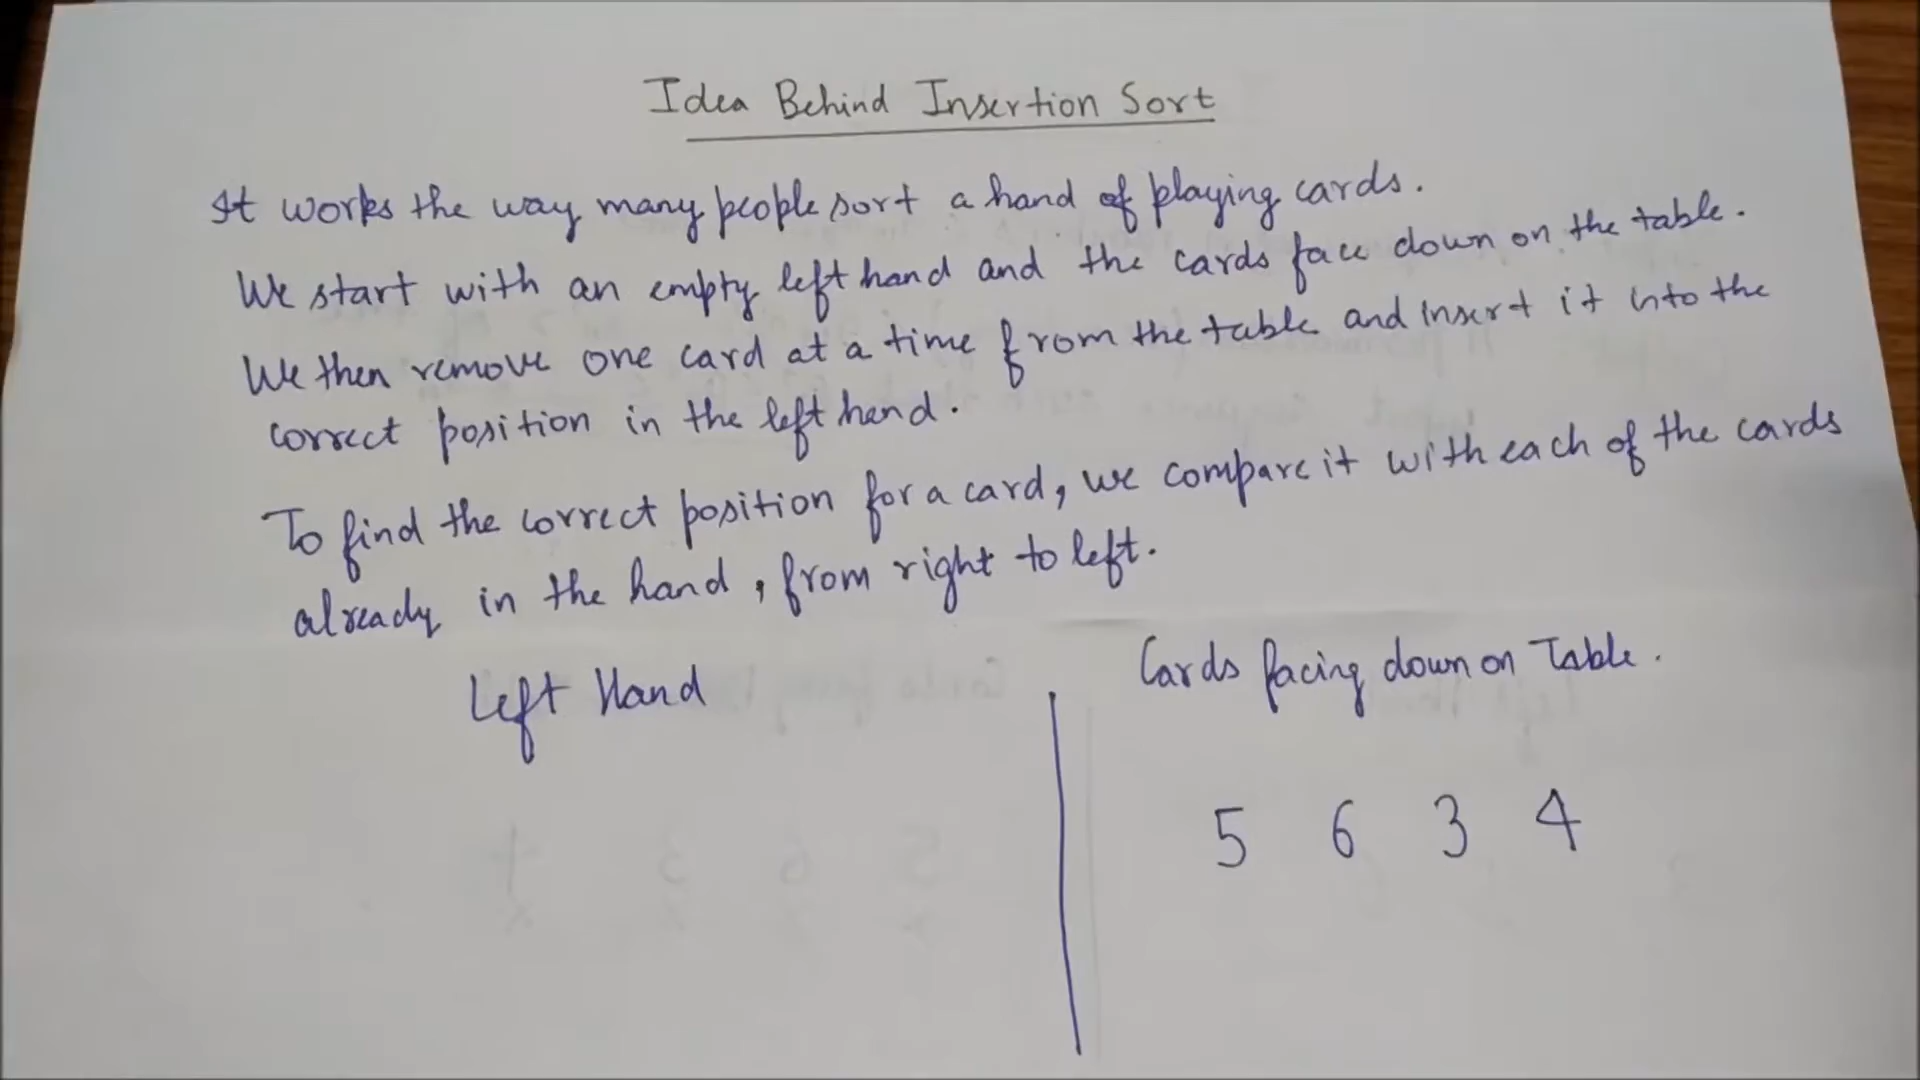 Idea Behind Insertion Sort
It works the way many people sort a hand of playing cards.
We start with an empty left hand and the cards face down on the table.
We then remove one card at a time from the table and insert it into the
correct position in the left hand.
To find the correct position for a card, we compare it with each of the cards
already in the hand, from right to left.
Left Hand
Cards facing down on Table.
5 6 3 4